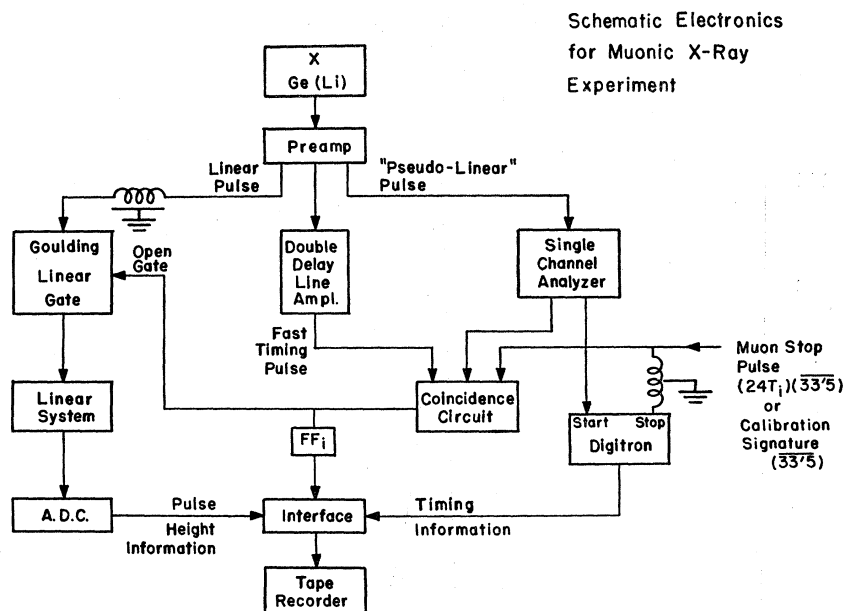 Schematic Electronics
for Muonic X-Ray
Experiment
X
Ge (Li)
Preamp
Linear
Pulse
"Pseudo-Linear"
Pulse
Goulding
Linear
Gate
Open
Gate
Double
Delay
Line
Ampl.
Single
Channel
Analyzer
Fast
Timing
Pulse
Muon Stop
Pulse
(24Ti)(33'5)
or
Calibration
Signature
(33'5)
Linear
System
Coincidence
Circuit
Start Stop
Digitron
FFi
A.D.C.
Pulse
Height
Information
Interface
Timing
Information
Tape
Recorder